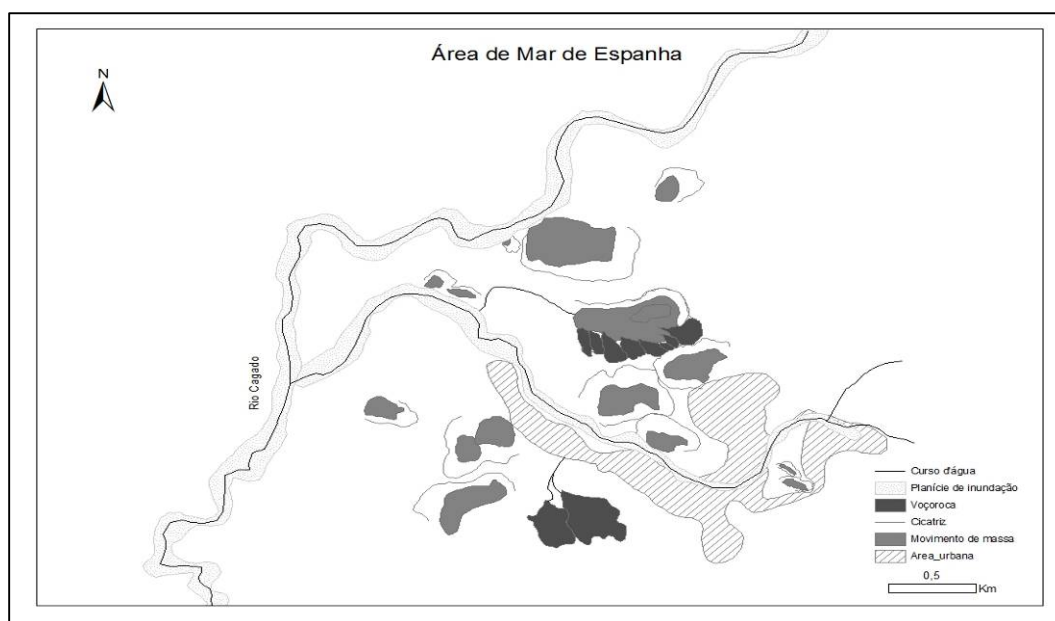 Área de Mar de Espanha
N
Rio Cagado
Curso d'água
Planície de inundação
Voçoroca
Cicatriz
Movimento de massa
Area_urbana
0,5
Km